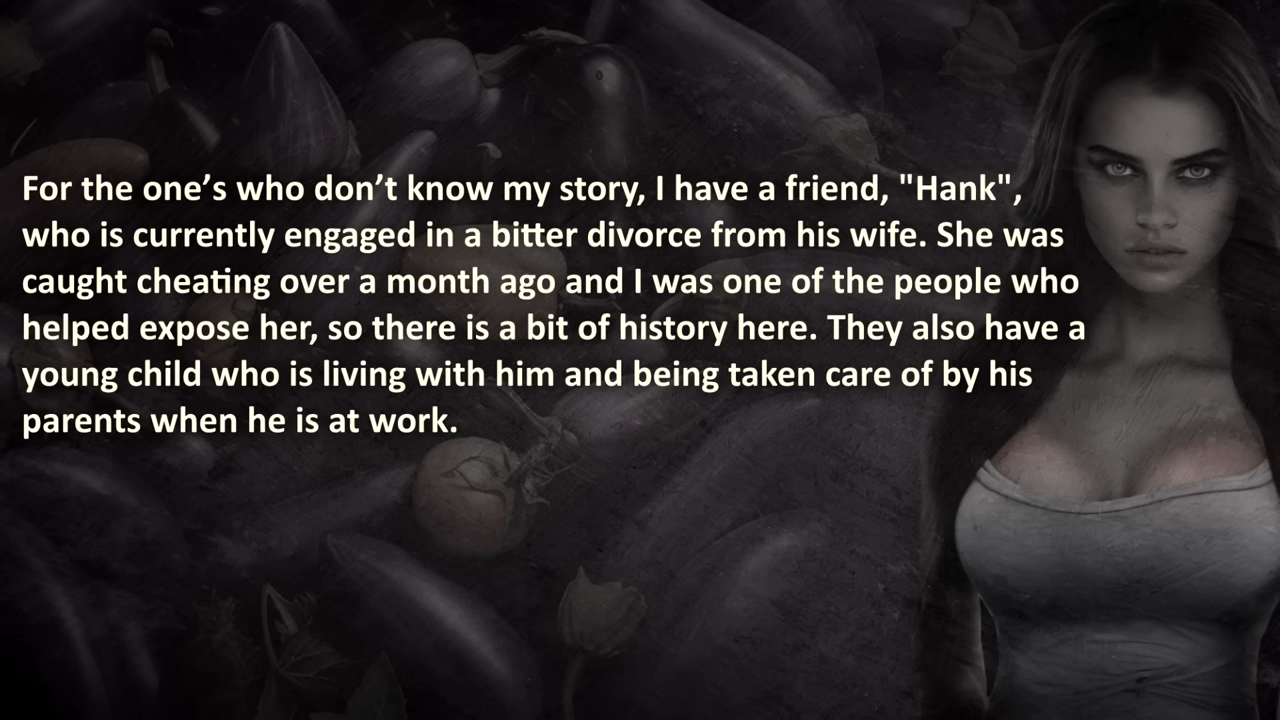 For the one’s who don’t know my story, I have a friend, "Hank",
who is currently engaged in a bitter divorce from his wife. She was
caught cheating over a month ago and I was one of the people who
helped expose her, so there is a bit of history here. They also have a
young child who is living with him and being taken care of by his
parents when he is at work.